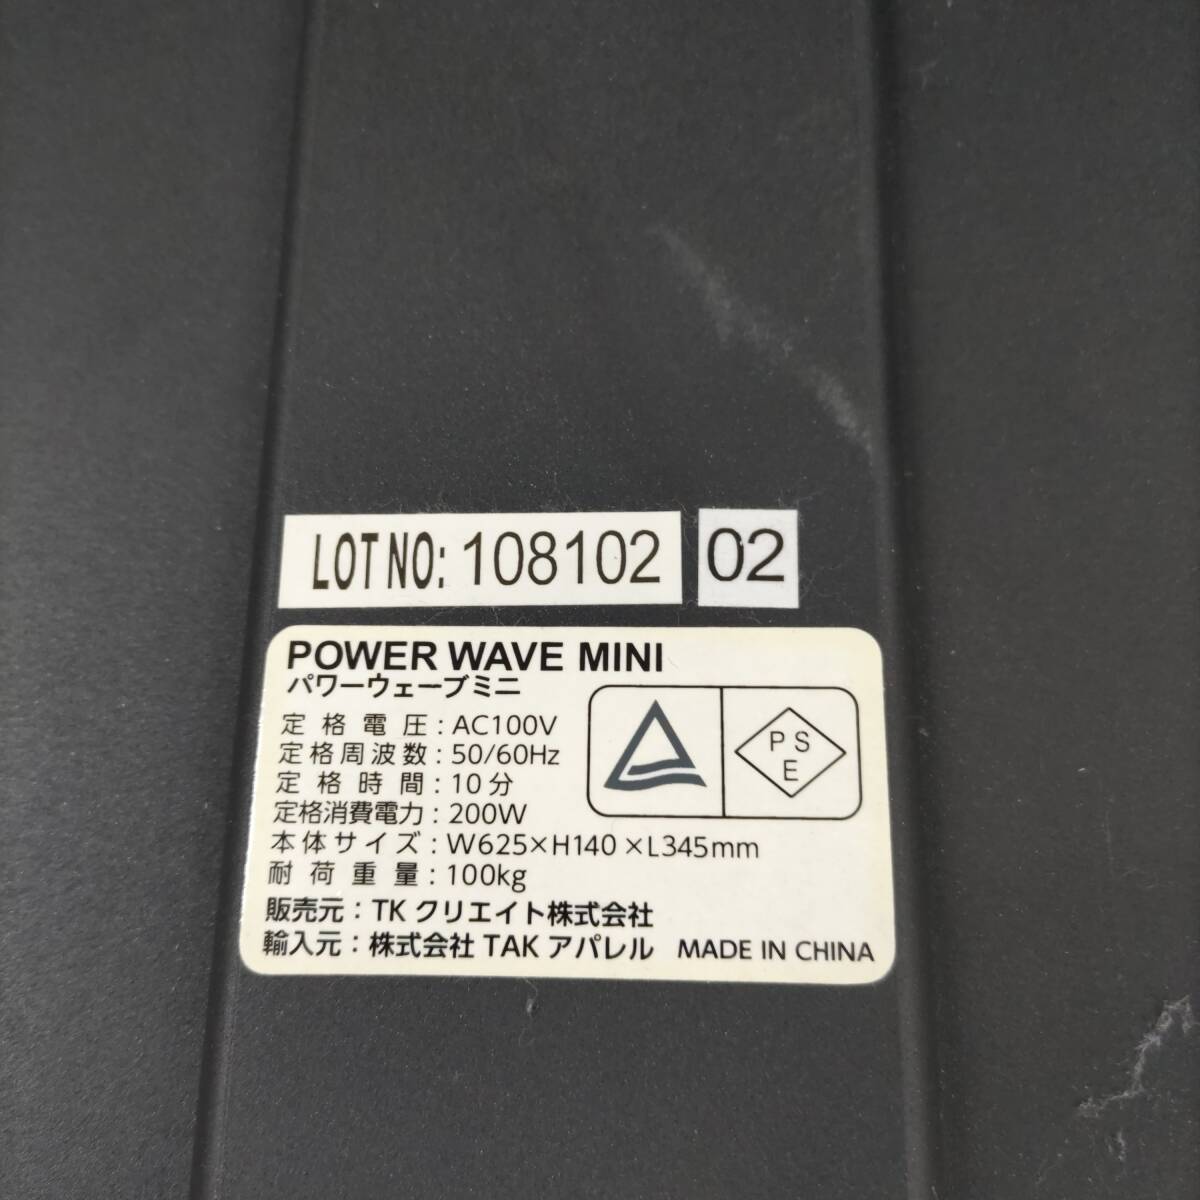 LOT NO: 108102 02
POWER WAVE MINI
パワーウェーブミニ
定格電圧: AC100V
定格周波数: 50/60Hz
定格時間: 10分
定格消費電力: 200W
本体サイズ: W625×H140×L345mm
耐荷重量: 100kg
販売元: TK クリエイト株式会社
輸入元: 株式会社 TAK アパレル MADE IN CHINA
P S
E